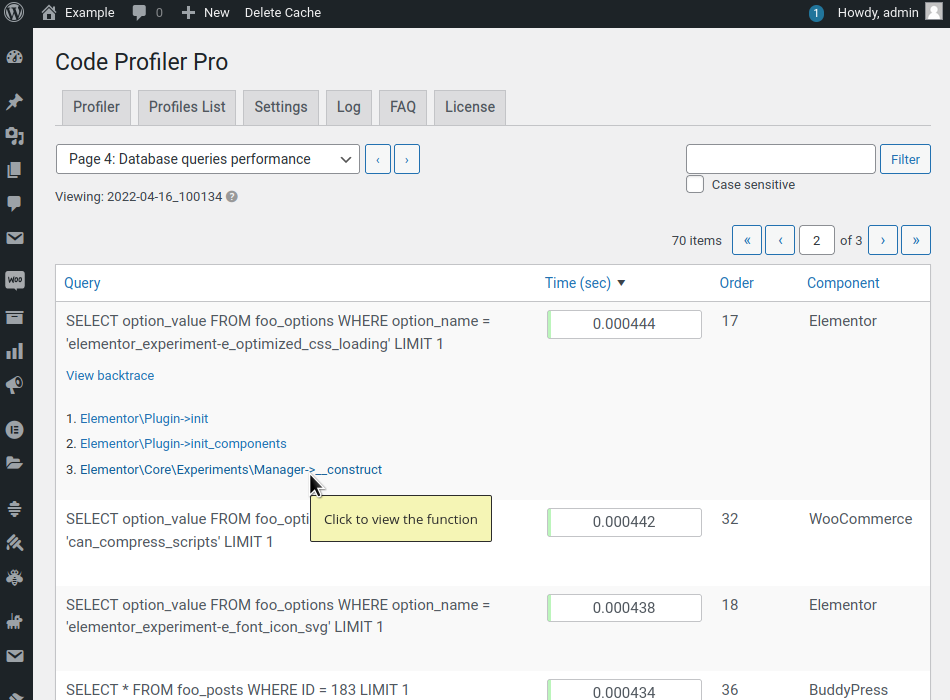 Example 0 New Delete Cache 1 Howdy, admin
Code Profiler Pro
Profiler Profiles List Settings Log FAQ License
Page 4: Database queries performance ‹ › Filter
Case sensitive
Viewing: 2022-04-16_100134 ?
70 items « ‹ 2 of 3 › »
Query Time (sec) ▼ Order Component
SELECT option_value FROM foo_options WHERE option_name = 0.000444 17 Elementor
'elementor_experiment-e_optimized_css_loading' LIMIT 1
View backtrace
1. Elementor\Plugin->init
2. Elementor\Plugin->init_components
3. Elementor\Core\Experiments\Manager->__construct
Click to view the function
SELECT option_value FROM foo_opti 0.000442 32 WooCommerce
'can_compress_scripts' LIMIT 1
SELECT option_value FROM foo_options WHERE option_name = 0.000438 18 Elementor
'elementor_experiment-e_font_icon_svg' LIMIT 1
SELECT * FROM foo_posts WHERE ID = 183 LIMIT 1 0.000434 36 BuddyPress
Woo